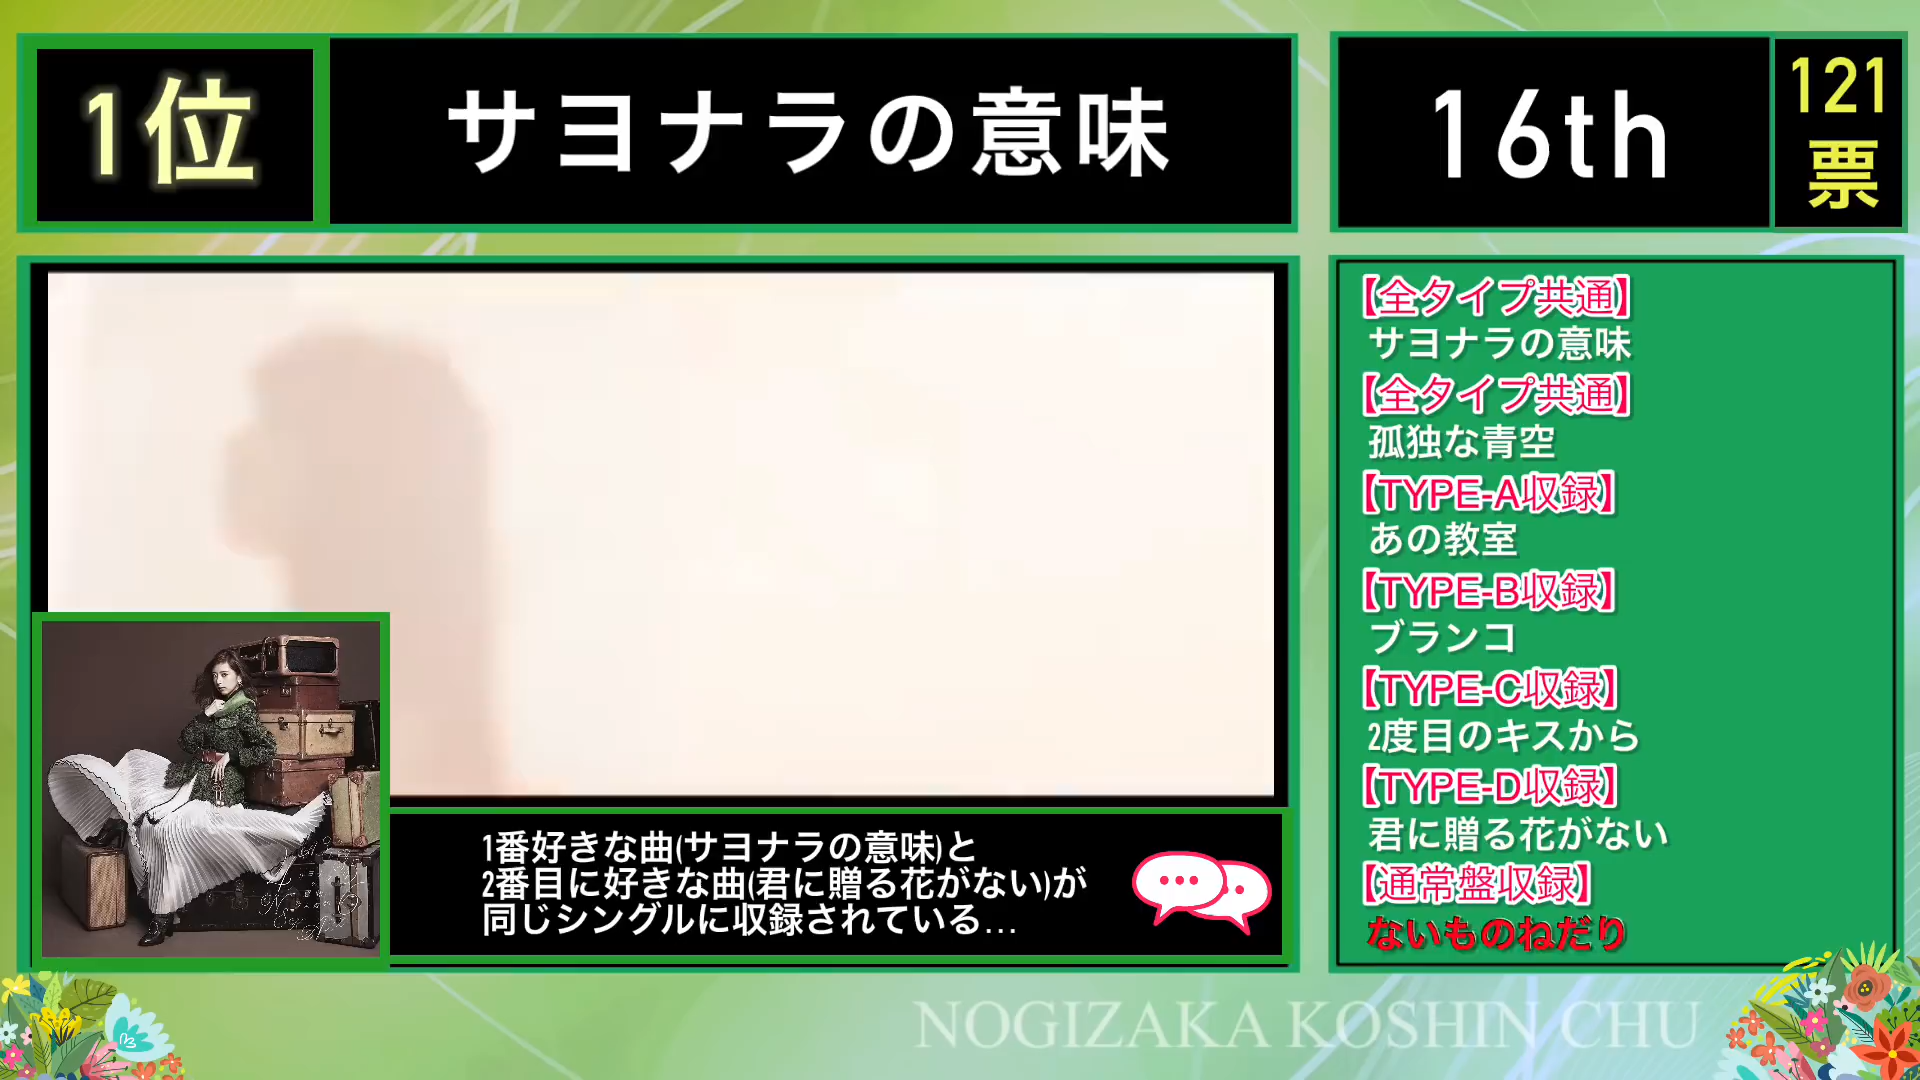 1位
サヨナラの意味
16th
121
票
【全タイプ共通】
サヨナラの意味
【全タイプ共通】
孤独な青空
【TYPE-A収録】
あの教室
【TYPE-B収録】
ブランコ
【TYPE-C収録】
2度目のキスから
【TYPE-D収録】
君に贈る花がない
【通常盤収録】
ないものねだり
1番好きな曲(サヨナラの意味)と
2番目に好きな曲(君に贈る花がない)が
同じシングルに収録されている…
NOGIZAKA KOSHIN CHU